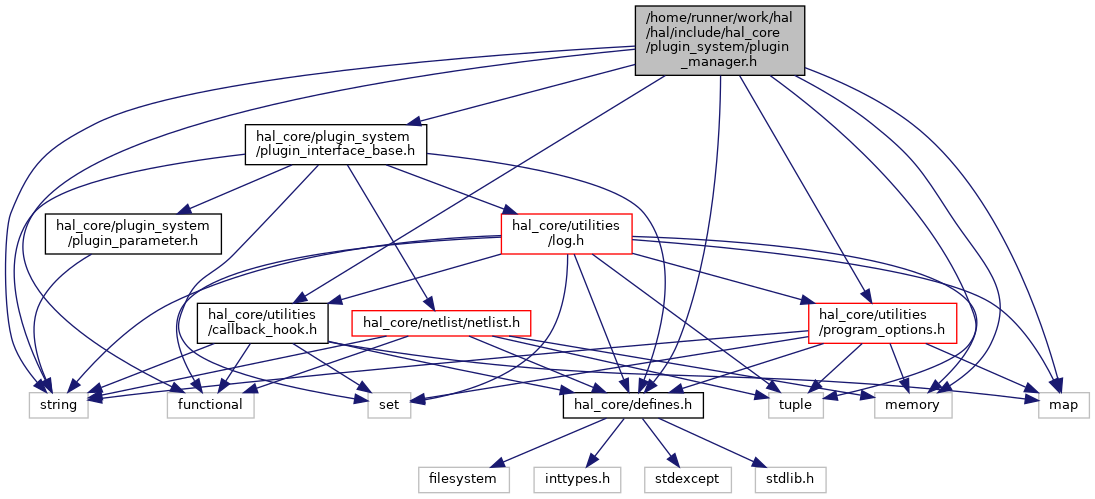 /home/runner/work/hal
/hal/include/hal_core
/plugin_system/plugin
_manager.h
hal_core/plugin_system
/plugin_interface_base.h
hal_core/plugin_system
/plugin_parameter.h
hal_core/utilities
/log.h
hal_core/utilities
/callback_hook.h
hal_core/netlist/netlist.h
hal_core/utilities
/program_options.h
string
functional
set
hal_core/defines.h
tuple
memory
map
filesystem
inttypes.h
stdexcept
stdlib.h